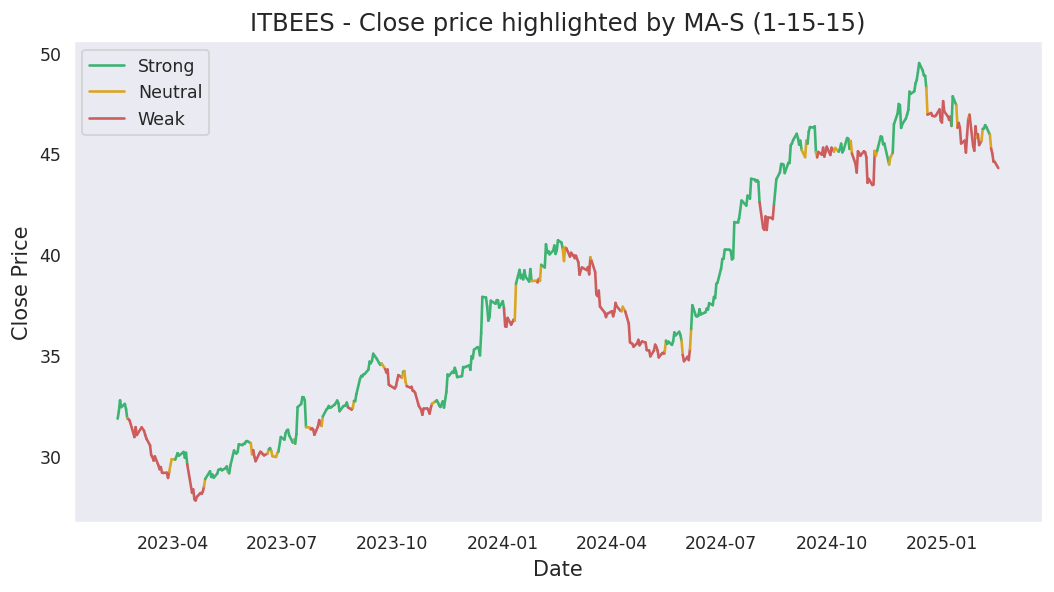 ITBEES - Close price highlighted by MA-S (1-15-15)
Strong
Neutral
Weak
Close Price
50
45
40
35
30
2023-04 2023-07 2023-10 2024-01 2024-04 2024-07 2024-10 2025-01
Date